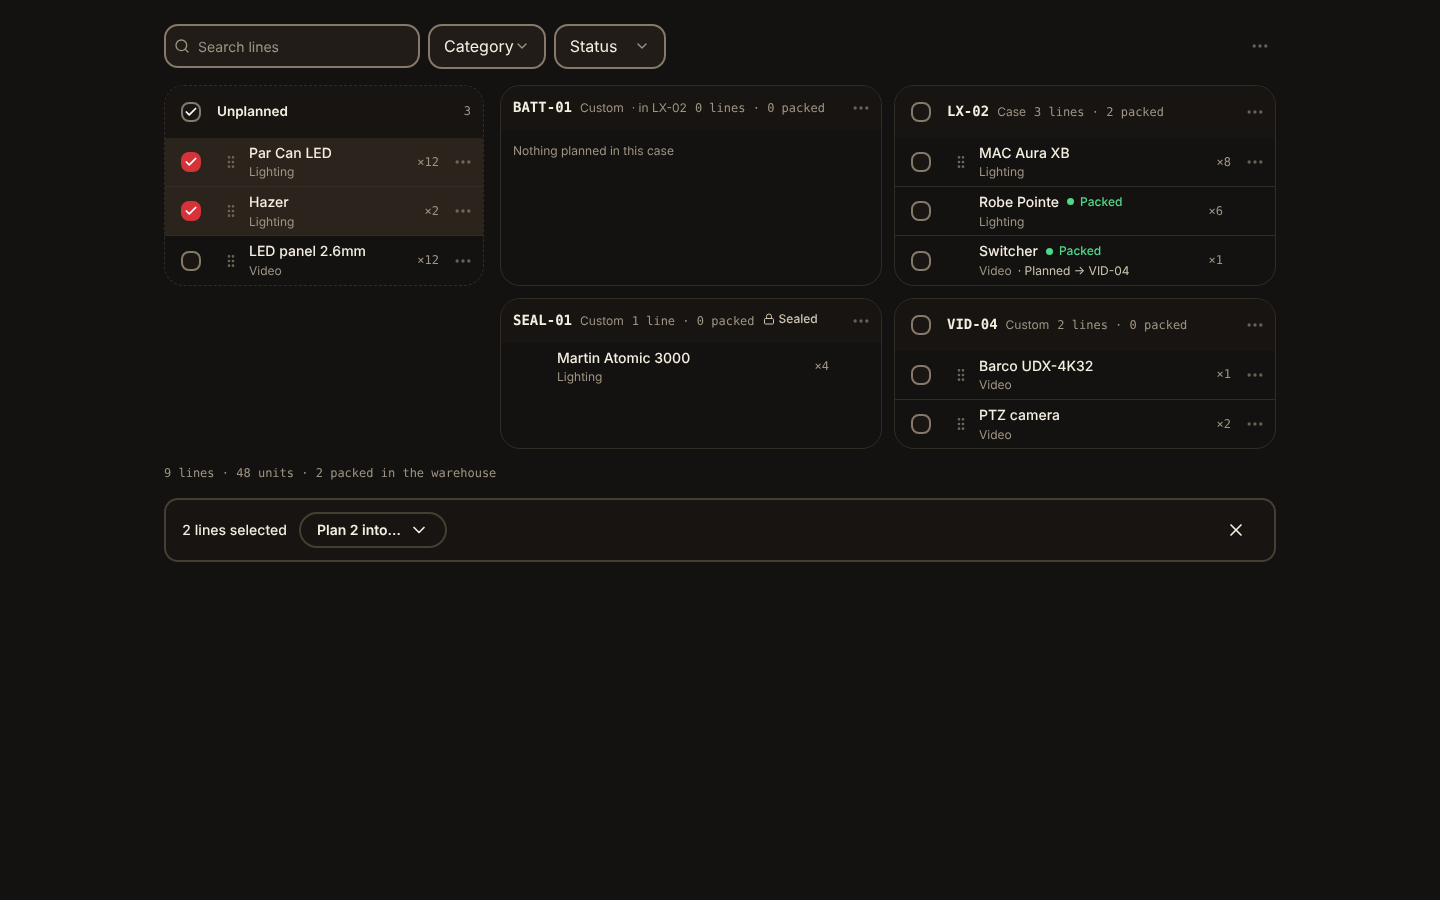 Search lines
Category
Status
Unplanned 3
Par Can LED ×12
Lighting
Hazer ×2
Lighting
LED panel 2.6mm ×12
Video
BATT-01 Custom · in LX-02 0 lines · 0 packed
Nothing planned in this case
LX-02 Case 3 lines · 2 packed
MAC Aura XB ×8
Lighting
Robe Pointe Packed ×6
Lighting
Switcher Packed ×1
Video · Planned → VID-04
SEAL-01 Custom 1 line · 0 packed Sealed
Martin Atomic 3000 ×4
Lighting
VID-04 Custom 2 lines · 0 packed
Barco UDX-4K32 ×1
Video
PTZ camera ×2
Video
9 lines · 48 units · 2 packed in the warehouse
2 lines selected Plan 2 into...